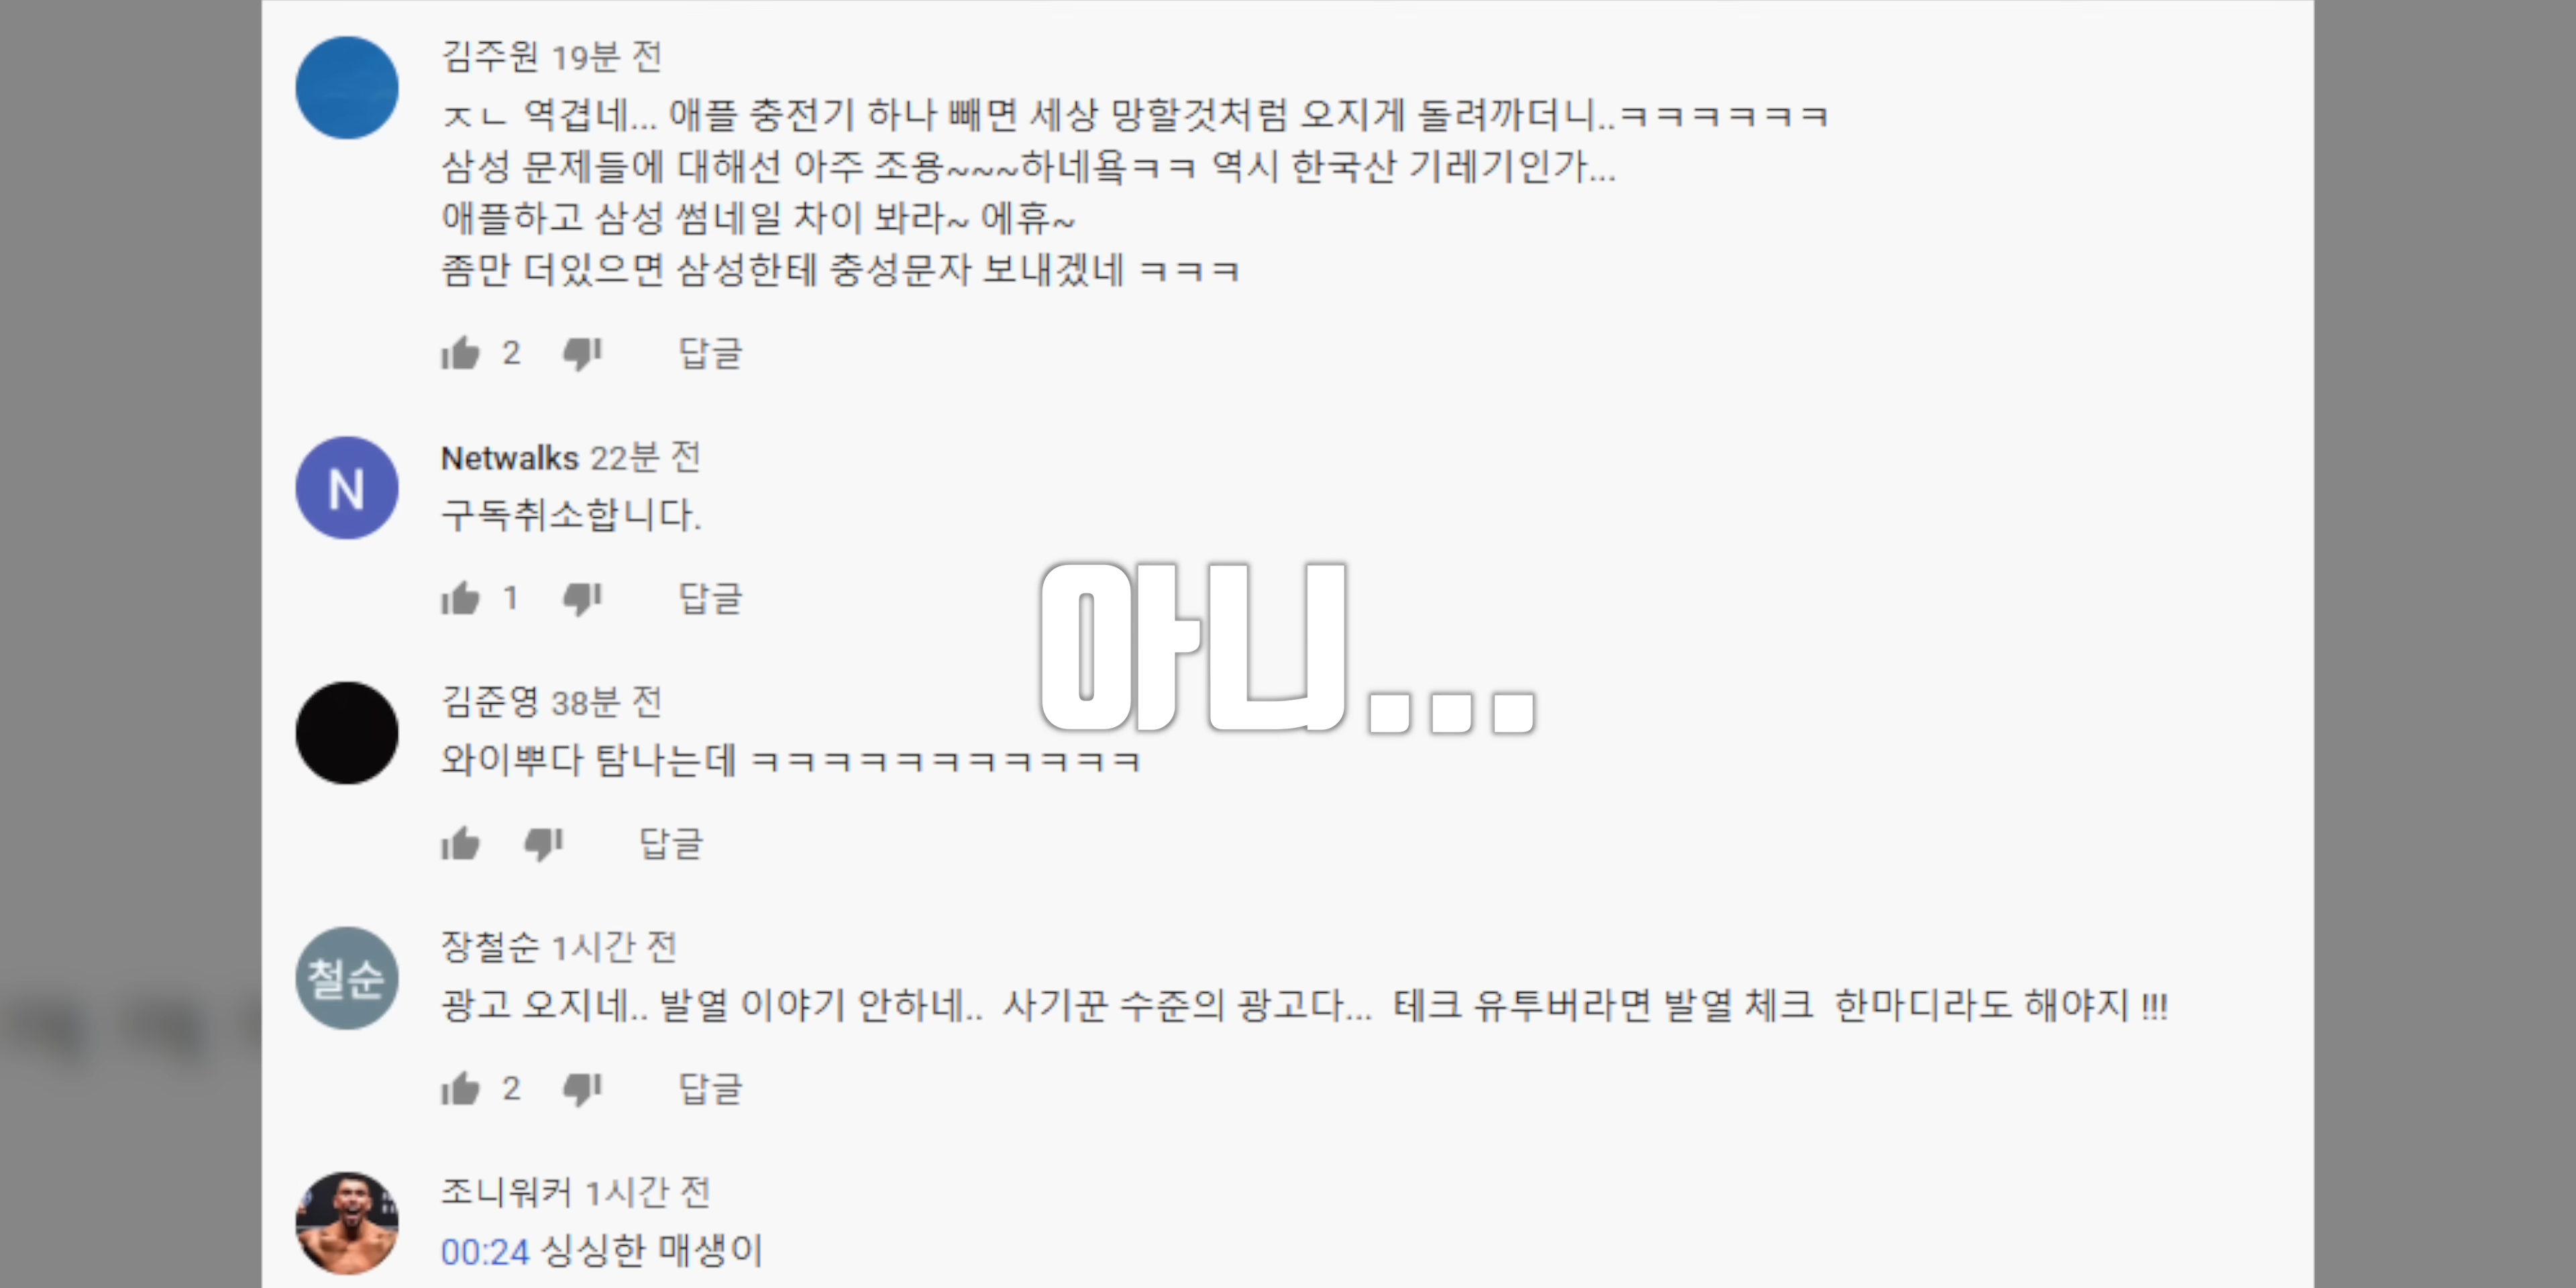 김주원 19분 전
ㅈㄴ 역겹네... 애플 충전기 하나 빼면 세상 망할것처럼 오지게 돌려까더니..ㅋㅋㅋㅋㅋㅋ
삼성 문제들에 대해선 아주 조용~~~하네욬ㅋㅋ 역시 한국산 기레기인가...
애플하고 삼성 썸네일 차이 봐라~ 에휴~
좀만 더있으면 삼성한테 충성문자 보내겠네 ㅋㅋㅋ
2 답글
Netwalks 22분 전
구독취소합니다.
1 답글
아니...
김준영 38분 전
와이뿌다 탐나는데 ㅋㅋㅋㅋㅋㅋㅋㅋㅋㅋㅋ
답글
철순
장철순 1시간 전
광고 오지네.. 발열 이야기 안하네.. 사기꾼 수준의 광고다... 테크 유투버라면 발열 체크 한마디라도 해야지 !!!
2 답글
조니워커 1시간 전
00:24 싱싱한 매생이
N